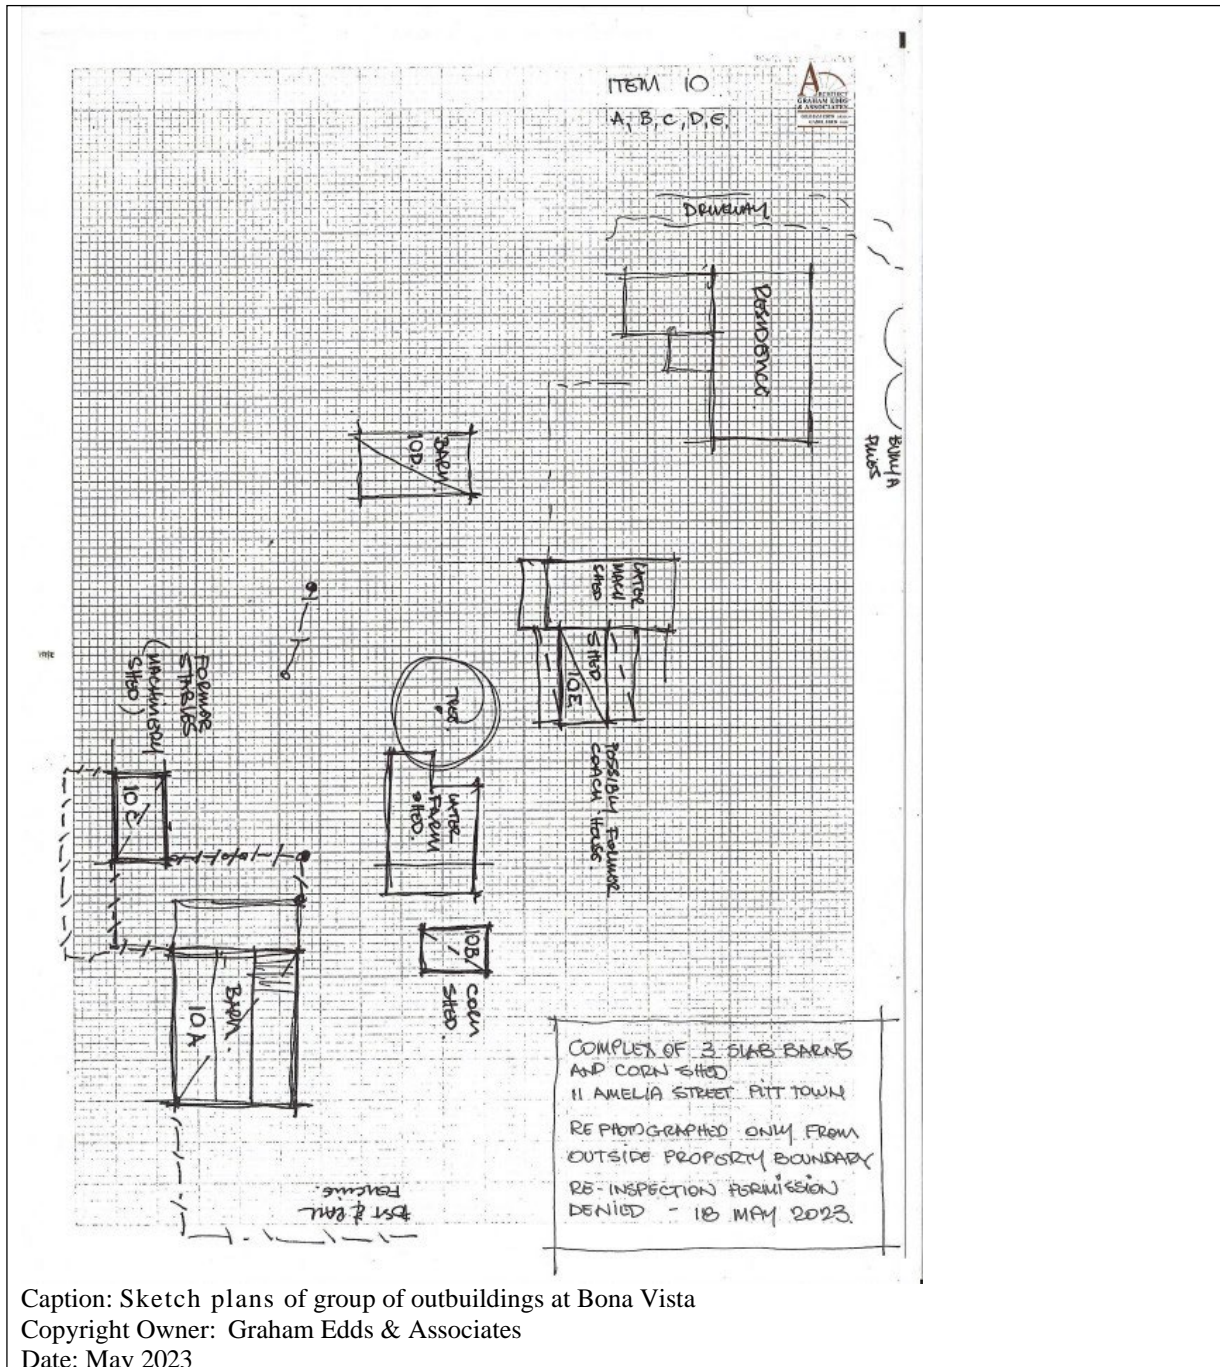 ITEM 10
A, B, C, D, E.
ARCHITECT
GRAHAM EDDS
& ASSOCIATES
DRIVEWAY
RESIDENCE.
BUNYA
PINES
BARN.
10D.
LATER
MACH
SHED
SHED
10E
POSSIBLY FORMER
COACH HOUSE.
TREE.
FORMER
STABLES
(MACHINERY
SHED)
10C
LATER
FARM
SHED.
10B
CORN
SHED.
BARN.
10A
POST & RAIL
FENCING.
COMPLEX OF 3 SLAB BARNS
AND CORN SHED
11 AMELIA STREET PITT TOWN
RE PHOTOGRAPHED ONLY FROM
OUTSIDE PROPERTY BOUNDARY
RE-INSPECTION PERMISSION
DENIED - 18 MAY 2023.
Caption: Sketch plans of group of outbuildings at Bona Vista
Copyright Owner: Graham Edds & Associates
Date: May 2023